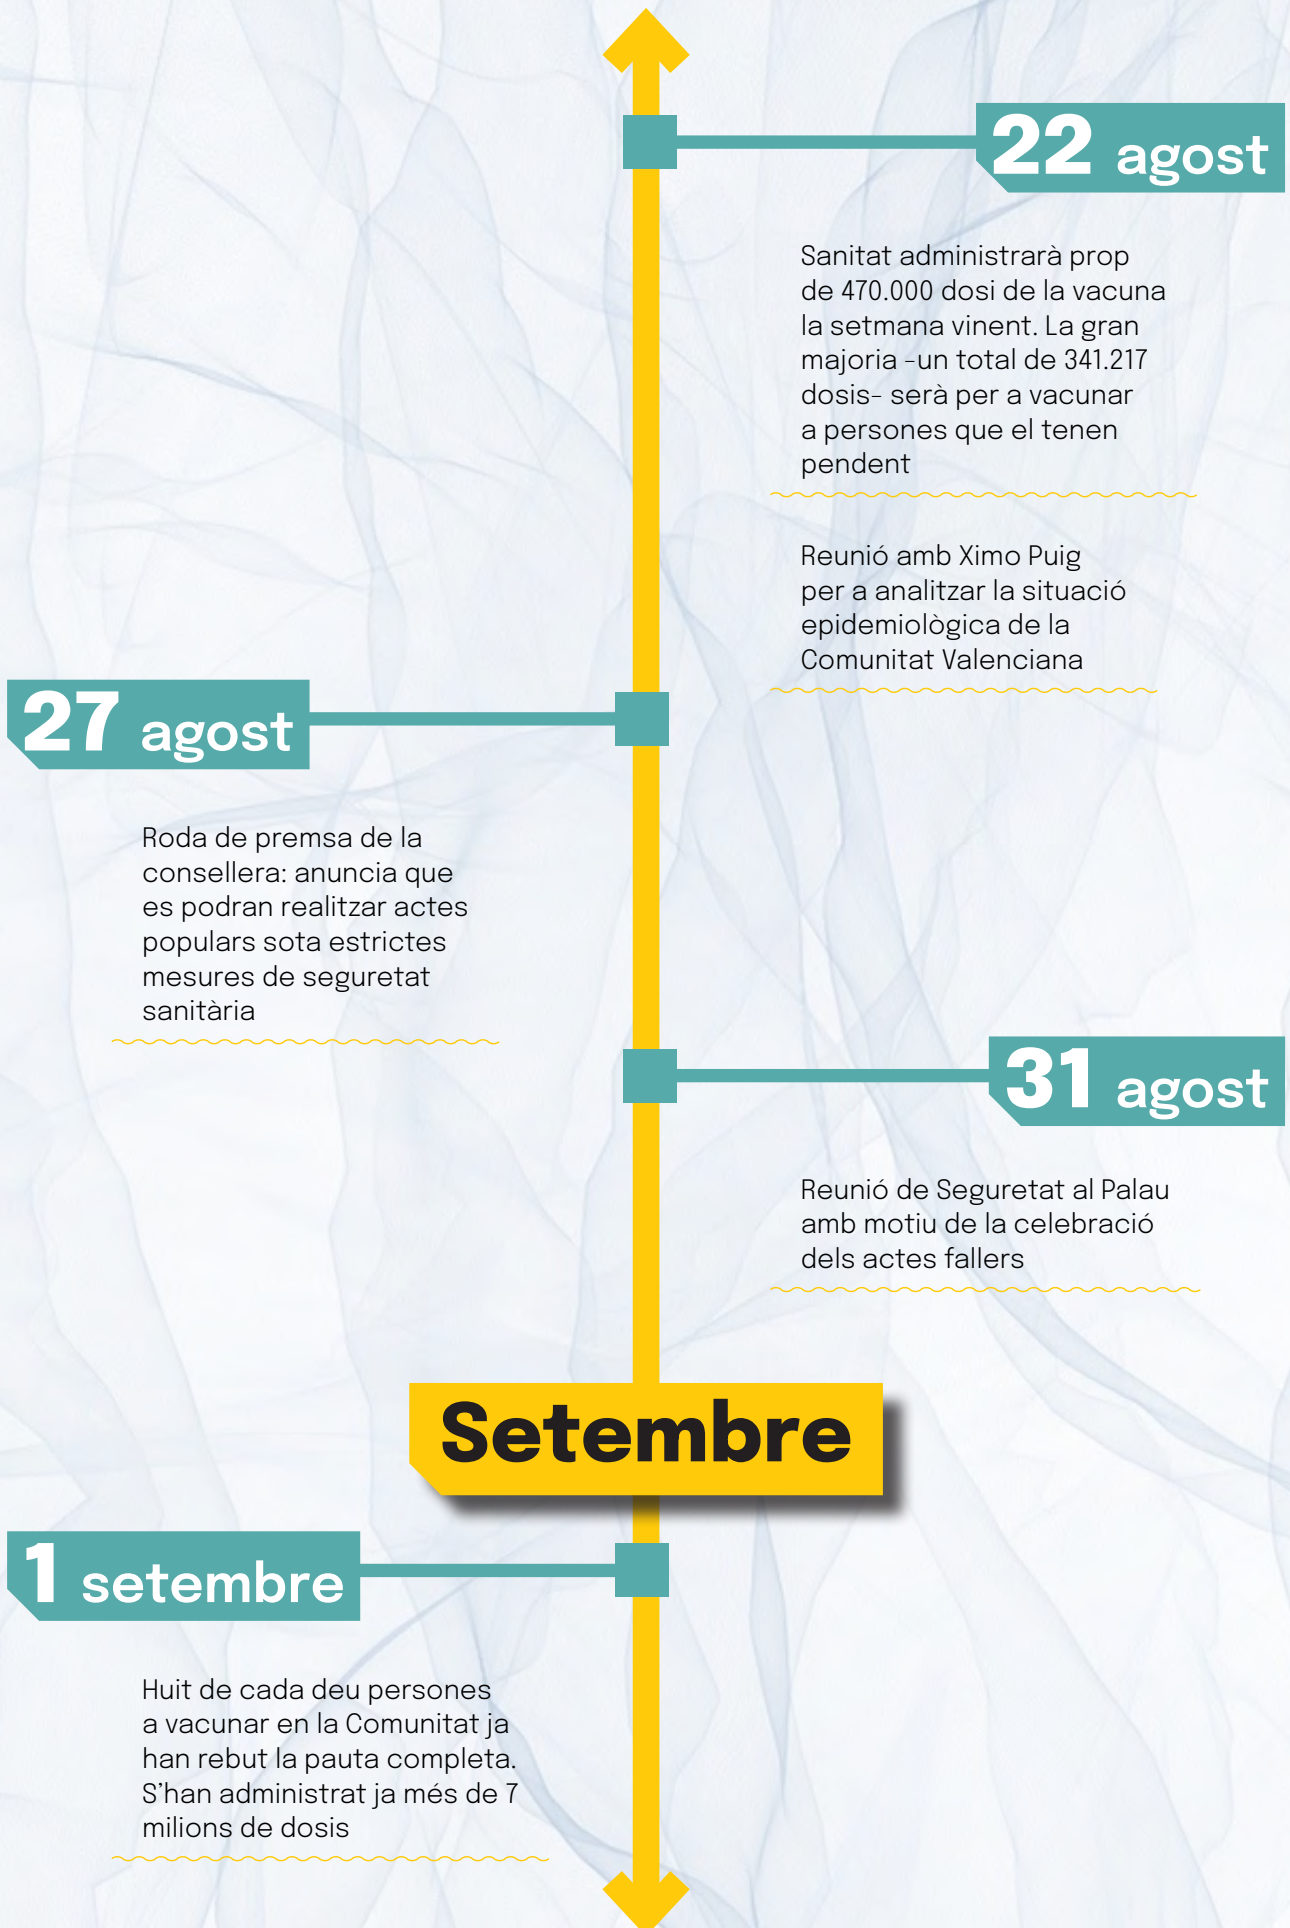 22 agost
Sanitat administrarà prop
de 470.000 dosi de la vacuna
la setmana vinent. La gran
majoria -un total de 341.217
dosis- serà per a vacunar
a persones que el tenen
pendent
Reunió amb Ximo Puig
per a analitzar la situació
epidemiològica de la
Comunitat Valenciana
27 agost
Roda de premsa de la
consellera: anuncia que
es podran realitzar actes
populars sota estrictes
mesures de seguretat
sanitària
31 agost
Reunió de Seguretat al Palau
amb motiu de la celebració
dels actes fallers
Setembre
1 setembre
Huit de cada deu persones
a vacunar en la Comunitat ja
han rebut la pauta completa.
S’han administrat ja més de 7
milions de dosis